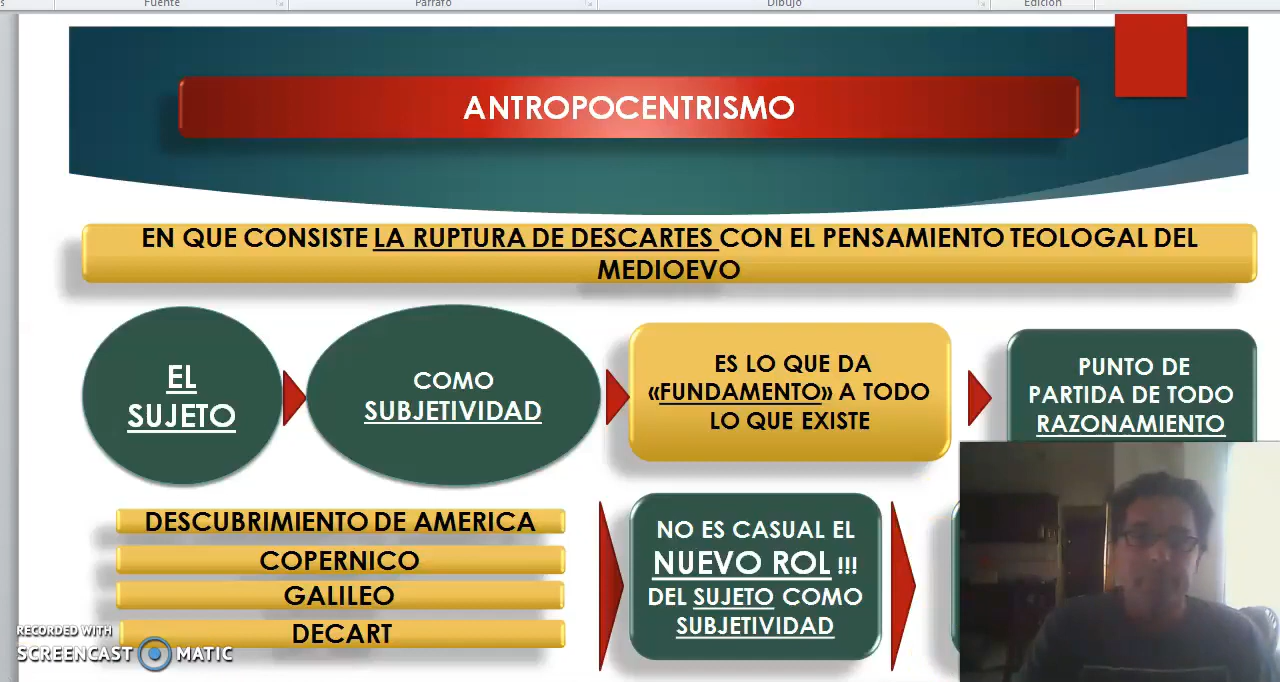 Fuente
Párrafo
Dibujo
Edición
ANTROPOCENTRISMO
EN QUE CONSISTE LA RUPTURA DE DESCARTES CON EL PENSAMIENTO TEOLOGAL DEL
MEDIOEVO
EL
SUJETO
COMO
SUBJETIVIDAD
ES LO QUE DA
«FUNDAMENTO» A TODO
LO QUE EXISTE
PUNTO DE
PARTIDA DE TODO
RAZONAMIENTO
DESCUBRIMIENTO DE AMERICA
COPERNICO
GALILEO
DECART
NO ES CASUAL EL
NUEVO ROL !!!
DEL SUJETO COMO
SUBJETIVIDAD
RECORDED WITH
SCREENCAST MATIC